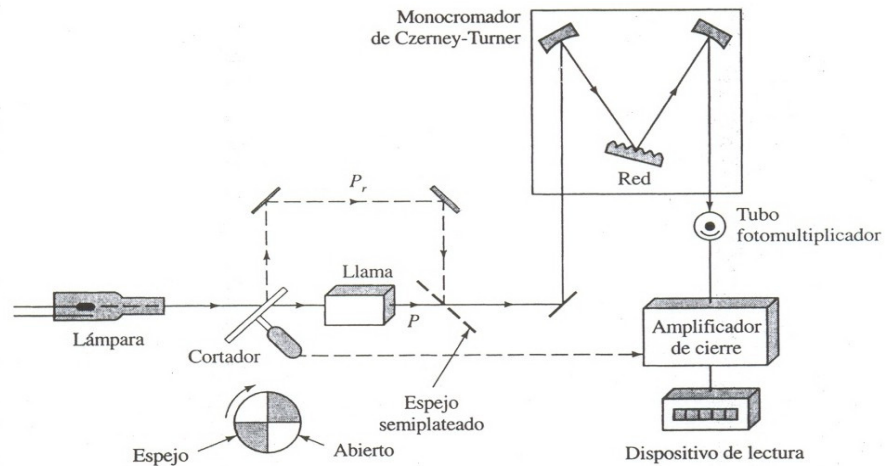 Monocromador
de Czerney-Turner
Red
P_r
Tubo
fotomultiplicador
Llama
P
Lámpara
Cortador
Amplificador
de cierre
Espejo
semiplateado
Espejo
Abierto
Dispositivo de lectura